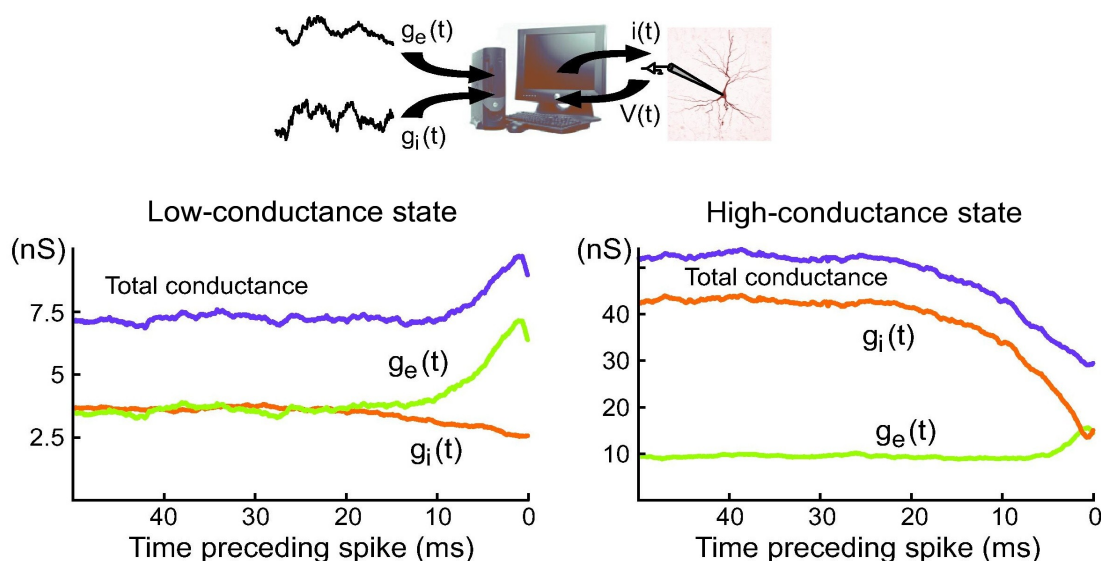 gₑ(t)
i(t)
V(t)
gᵢ(t)
Low-conductance state
(nS)
Total conductance
7.5
gₑ(t)
5
2.5
gᵢ(t)
40 30 20 10 0
Time preceding spike (ms)
High-conductance state
(nS)
Total conductance
40
gᵢ(t)
30
20
gₑ(t)
10
40 30 20 10 0
Time preceding spike (ms)